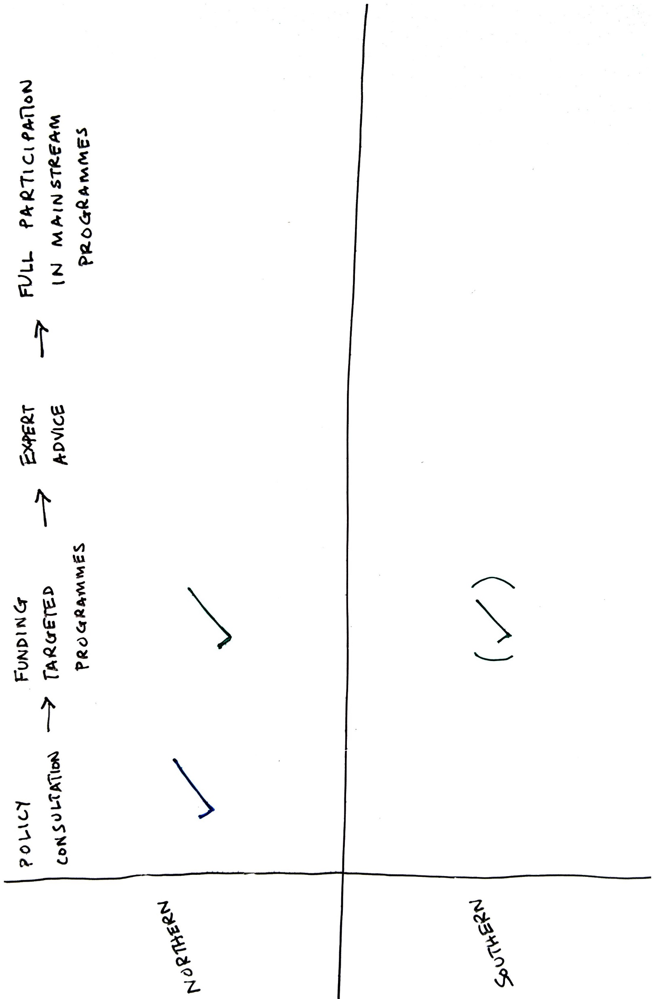 POLICY
CONSULTATION
→
FUNDING
TARGETED
PROGRAMMES
→
EXPERT
ADVICE
→
FULL PARTICIPATION
IN MAINSTREAM
PROGRAMMES
NORTHERN
✓
✓
SOUTHERN
(✓)